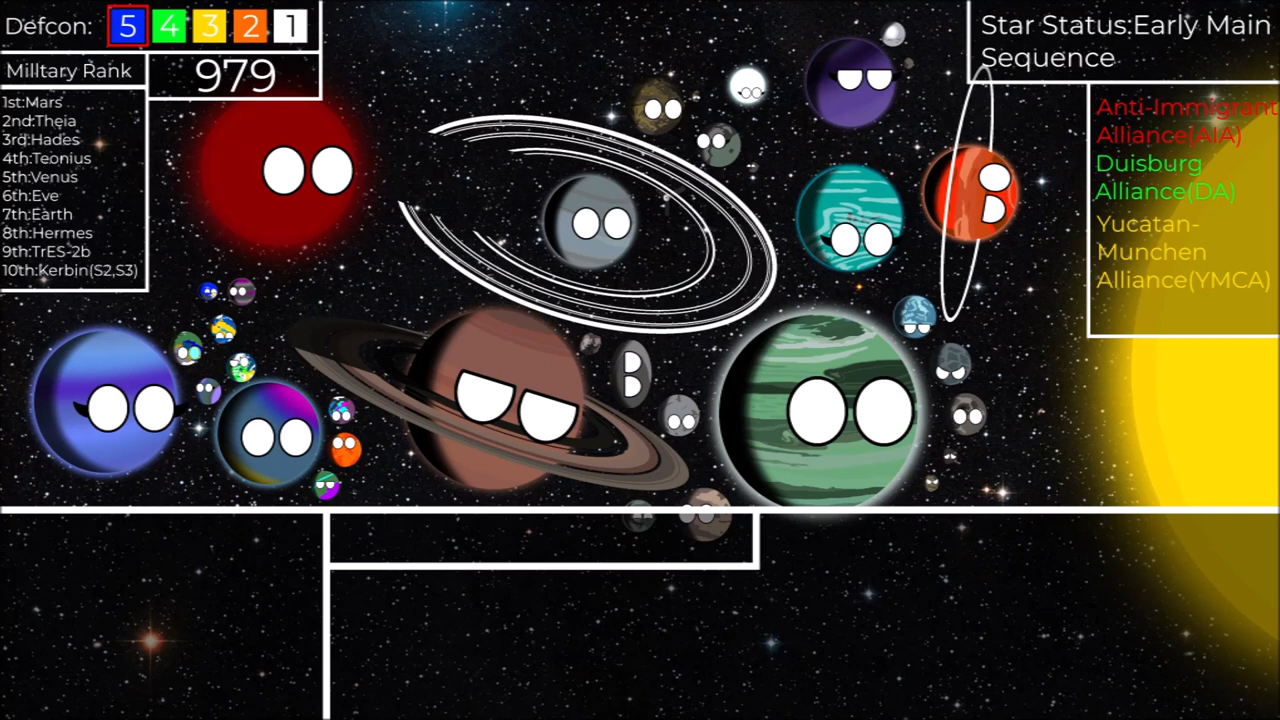 Defcon: 5 4 3 2 1
Military Rank
979
1st:Mars
2nd:Theia
3rd:Hades
4th:Teonius
5th:Venus
6th:Eve
7th:Earth
8th:Hermes
9th:TrES-2b
10th:Kerbin(S2,S3)
Star Status:Early Main
Sequence
Anti-Immigrant
Alliance(AIA)
Duisburg
Alliance(DA)
Yucatan-
Munchen
Alliance(YMCA)